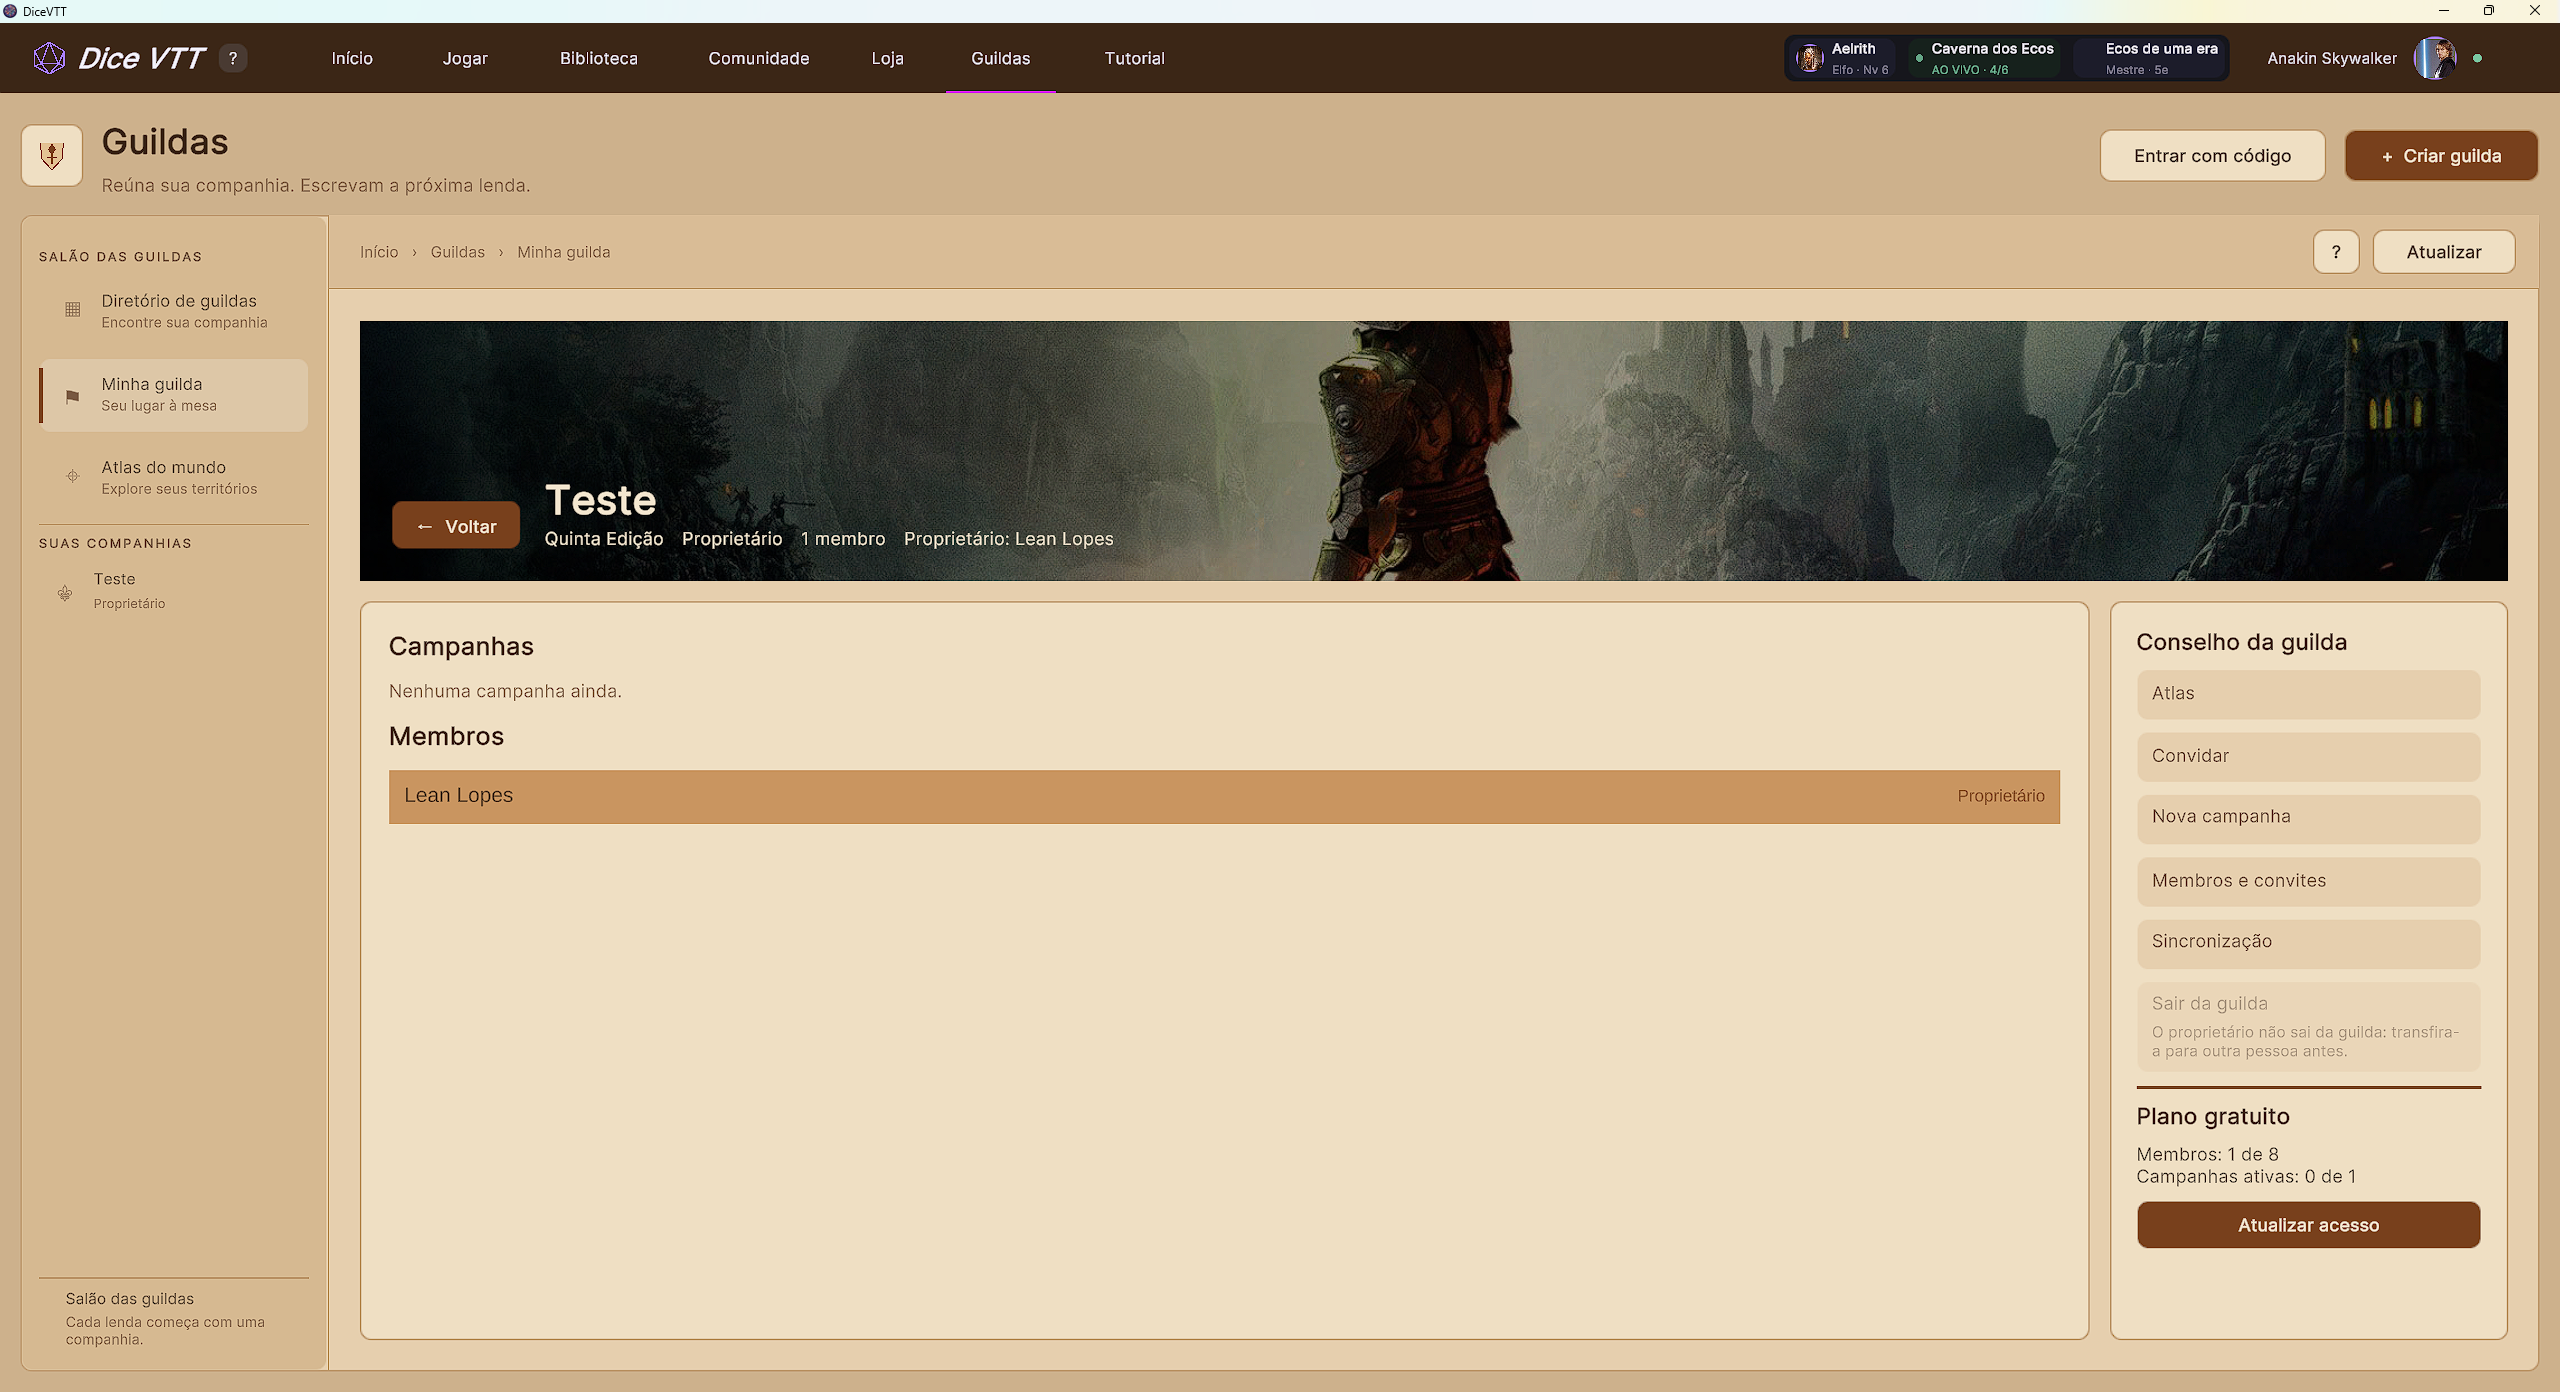 DiceVTT
Dice VTT ?
Início
Jogar
Biblioteca
Comunidade
Loja
Guildas
Tutorial
Aelrith
Elfo · Nv 6
Caverna dos Ecos
AO VIVO · 4/6
Ecos de uma era
Mestre · 5e
Anakin Skywalker
Guildas
Reúna sua companhia. Escrevam a próxima lenda.
Entrar com código
+ Criar guilda
SALÃO DAS GUILDAS
Diretório de guildas
Encontre sua companhia
Minha guilda
Seu lugar à mesa
Atlas do mundo
Explore seus territórios
SUAS COMPANHIAS
Teste
Proprietário
Salão das guildas
Cada lenda começa com uma
companhia.
Início › Guildas › Minha guilda
?
Atualizar
← Voltar
Teste
Quinta Edição Proprietário 1 membro Proprietário: Lean Lopes
Campanhas
Nenhuma campanha ainda.
Membros
Lean Lopes
Proprietário
Conselho da guilda
Atlas
Convidar
Nova campanha
Membros e convites
Sincronização
Sair da guilda
O proprietário não sai da guilda: transfira-
a para outra pessoa antes.
Plano gratuito
Membros: 1 de 8
Campanhas ativas: 0 de 1
Atualizar acesso